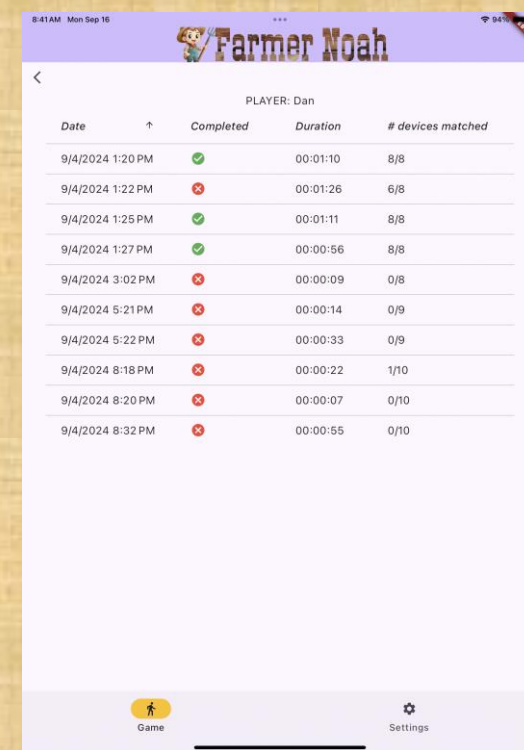 8:41 AM Mon Sep 16 94%
Farmer Noah
PLAYER: Dan
Date Completed Duration # devices matched
9/4/2024 1:20 PM 00:01:10 8/8
9/4/2024 1:22 PM 00:01:26 6/8
9/4/2024 1:25 PM 00:01:11 8/8
9/4/2024 1:27 PM 00:00:56 8/8
9/4/2024 3:02 PM 00:00:09 0/8
9/4/2024 5:21 PM 00:00:14 0/9
9/4/2024 5:22 PM 00:00:33 0/9
9/4/2024 8:18 PM 00:00:22 1/10
9/4/2024 8:20 PM 00:00:07 0/10
9/4/2024 8:32 PM 00:00:55 0/10
Game Settings